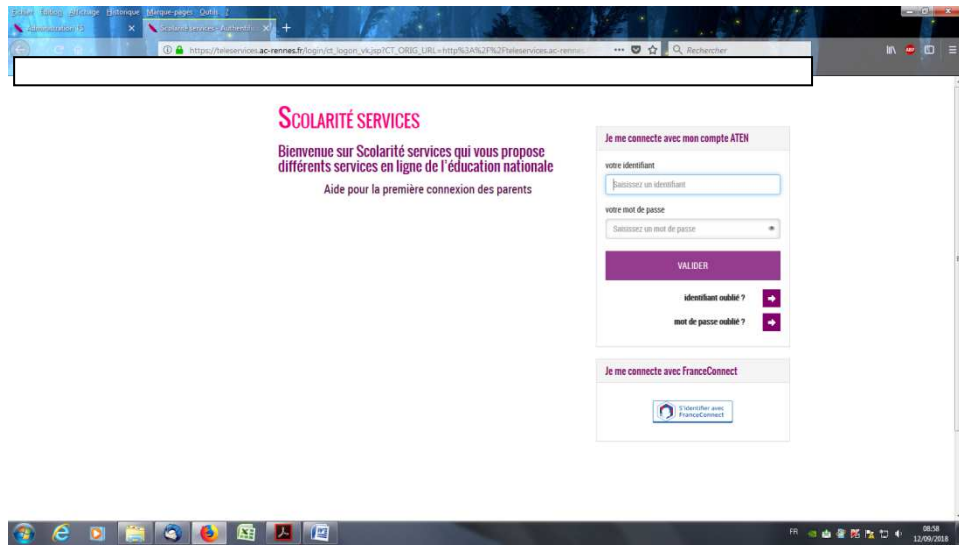 Fichier Édition Affichage Historique Marque-pages Outils ?
Scolarité services - Authentific
https://teleservices.ac-rennes.fr/login/ct_logon_vk.jsp?CT_ORIG_URL=http%3A%2F%2Fteleservices.ac-rennes
Rechercher
SCOLARITÉ SERVICES
Bienvenue sur Scolarité services qui vous propose
différents services en ligne de l'éducation nationale
Aide pour la première connexion des parents
Je me connecte avec mon compte ATEN
votre identifiant
Saisissez un identifiant
votre mot de passe
Saisissez un mot de passe
VALIDER
identifiant oublié ?
mot de passe oublié ?
Je me connecte avec FranceConnect
S'identifier avec
FranceConnect
FR
08:58
12/09/2018